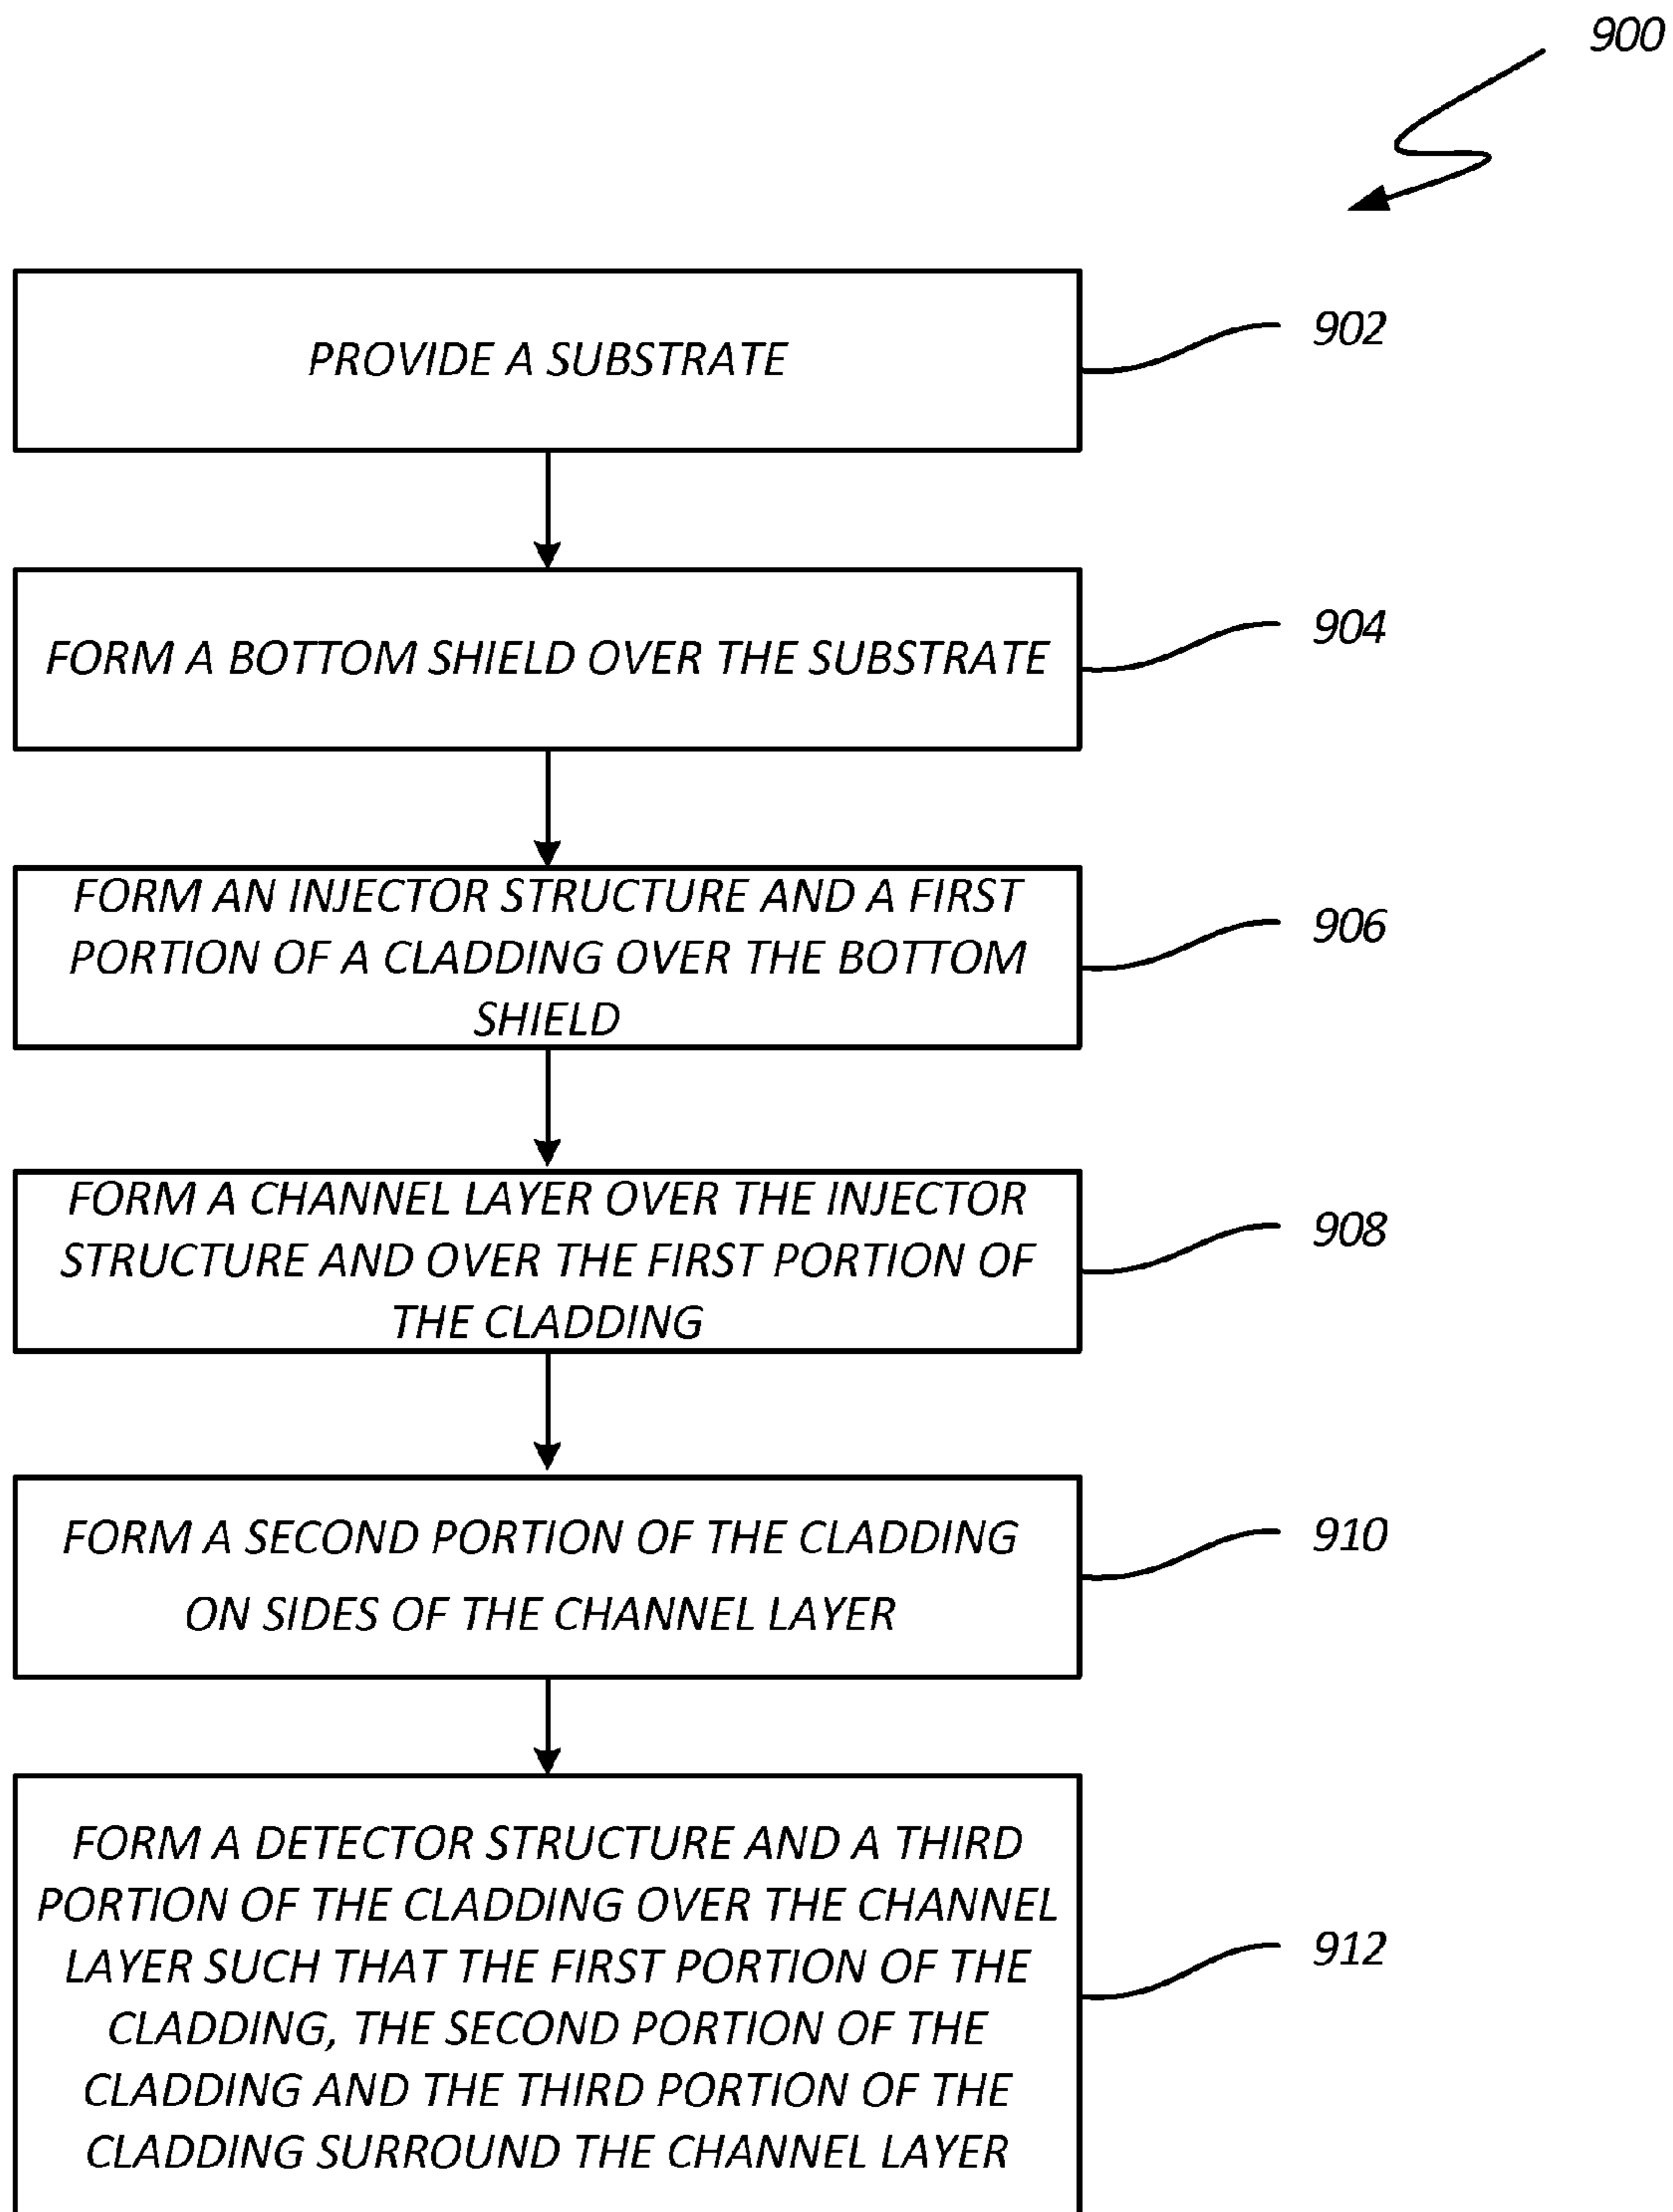 900
PROVIDE A SUBSTRATE
902
FORM A BOTTOM SHIELD OVER THE SUBSTRATE
904
FORM AN INJECTOR STRUCTURE AND A FIRST
PORTION OF A CLADDING OVER THE BOTTOM
SHIELD
906
FORM A CHANNEL LAYER OVER THE INJECTOR
STRUCTURE AND OVER THE FIRST PORTION OF
THE CLADDING
908
FORM A SECOND PORTION OF THE CLADDING
ON SIDES OF THE CHANNEL LAYER
910
FORM A DETECTOR STRUCTURE AND A THIRD
PORTION OF THE CLADDING OVER THE CHANNEL
LAYER SUCH THAT THE FIRST PORTION OF THE
CLADDING, THE SECOND PORTION OF THE
CLADDING AND THE THIRD PORTION OF THE
CLADDING SURROUND THE CHANNEL LAYER
912